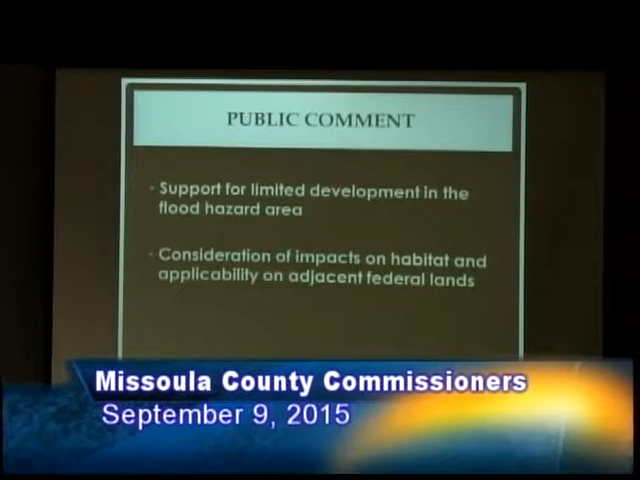 PUBLIC COMMENT
- Support for limited development in the
flood hazard area
- Consideration of impacts on habitat and
applicability on adjacent federal lands
Missoula County Commissioners
September 9, 2015